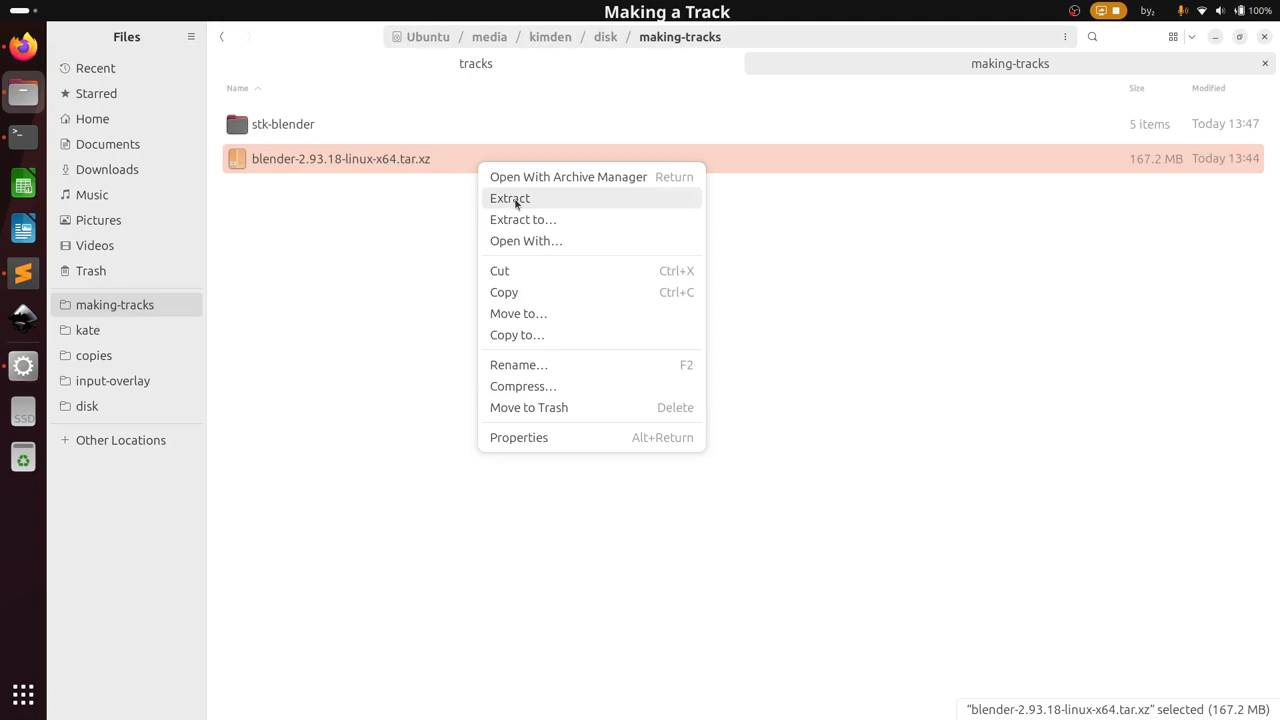 Making a Track
by₂
100%
Files
Ubuntu / media / kimden / disk / making-tracks
tracks
making-tracks
Name
Size
Modified
Recent
Starred
Home
Documents
Downloads
Music
Pictures
Videos
Trash
making-tracks
kate
copies
input-overlay
disk
Other Locations
stk-blender
5 items
Today 13:47
blender-2.93.18-linux-x64.tar.xz
167.2 MB
Today 13:44
Open With Archive Manager Return
Extract
Extract to…
Open With…
Cut Ctrl+X
Copy Ctrl+C
Move to…
Copy to…
Rename… F2
Compress…
Move to Trash Delete
Properties Alt+Return
SSD
“blender-2.93.18-linux-x64.tar.xz” selected (167.2 MB)